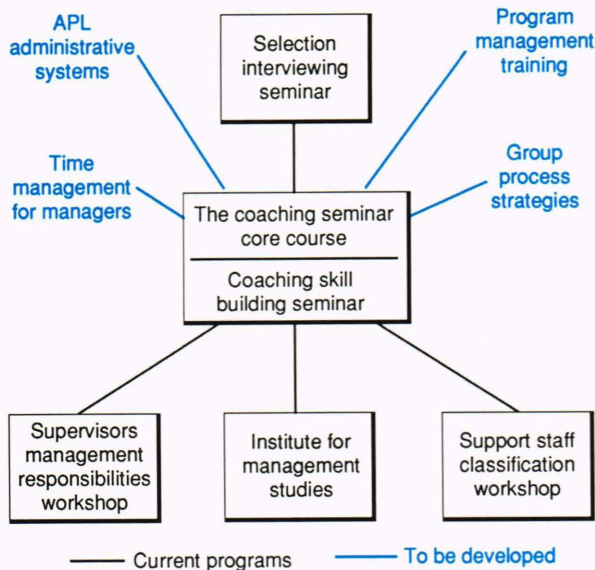 APL
administrative
systems
Selection
interviewing
seminar
Program
management
training
Time
management
for managers
Group
process
strategies
The coaching seminar
core course
Coaching skill
building seminar
Supervisors
management
responsibilities
workshop
Institute for
management
studies
Support staff
classification
workshop
Current programs
To be developed